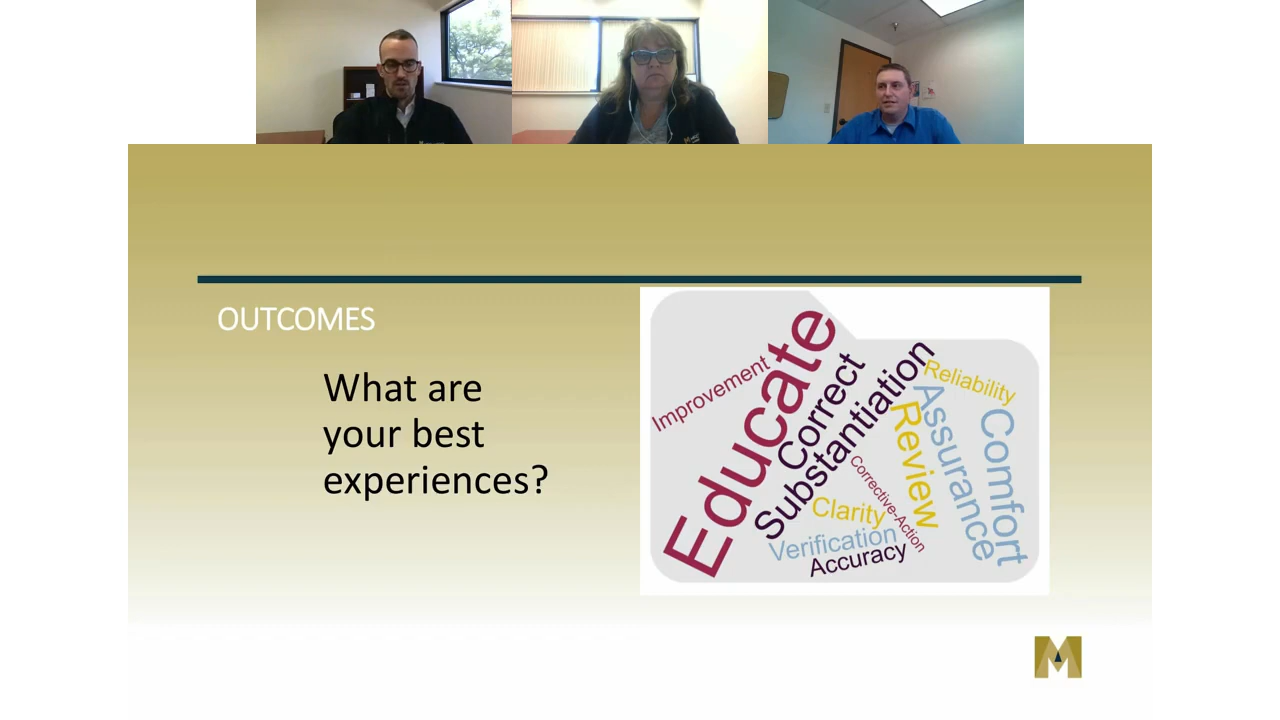 OUTCOMES
What are
your best
experiences?
Improvement
Educate
Correct
Substantiation
Reliability
Assurance
Comfort
Review
Corrective-Action
Clarity
Verification
Accuracy
M